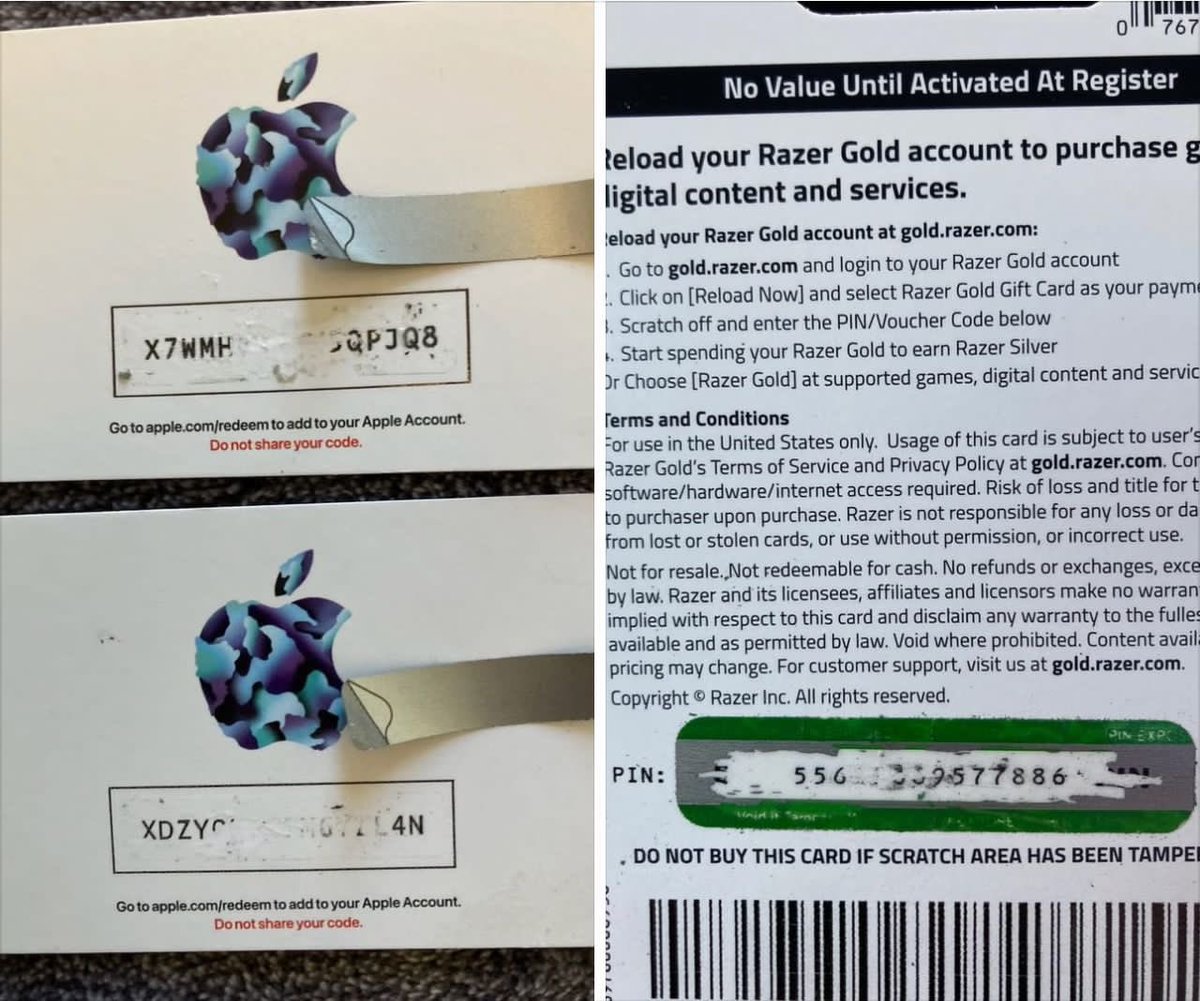 X7WMH QPJQ8
Go to apple.com/redeem to add to your Apple Account.
Do not share your code.
XDZY 4N
Go to apple.com/redeem to add to your Apple Account.
Do not share your code.
0 767
No Value Until Activated At Register
Reload your Razer Gold account to purchase g
digital content and services.
Reload your Razer Gold account at gold.razer.com:
. Go to gold.razer.com and login to your Razer Gold account
. Click on [Reload Now] and select Razer Gold Gift Card as your payme
. Scratch off and enter the PIN/Voucher Code below
. Start spending your Razer Gold to earn Razer Silver
Or Choose [Razer Gold] at supported games, digital content and servic
Terms and Conditions
For use in the United States only. Usage of this card is subject to user's
Razer Gold's Terms of Service and Privacy Policy at gold.razer.com. Cor
software/hardware/internet access required. Risk of loss and title for t
to purchaser upon purchase. Razer is not responsible for any loss or da
from lost or stolen cards, or use without permission, or incorrect use.
Not for resale. Not redeemable for cash. No refunds or exchanges, exce
by law. Razer and its licensees, affiliates and licensors make no warran
implied with respect to this card and disclaim any warranty to the fulles
available and as permitted by law. Void where prohibited. Content avail
pricing may change. For customer support, visit us at gold.razer.com.
Copyright © Razer Inc. All rights reserved.
PIN: 556 577886
DO NOT BUY THIS CARD IF SCRATCH AREA HAS BEEN TAMPE